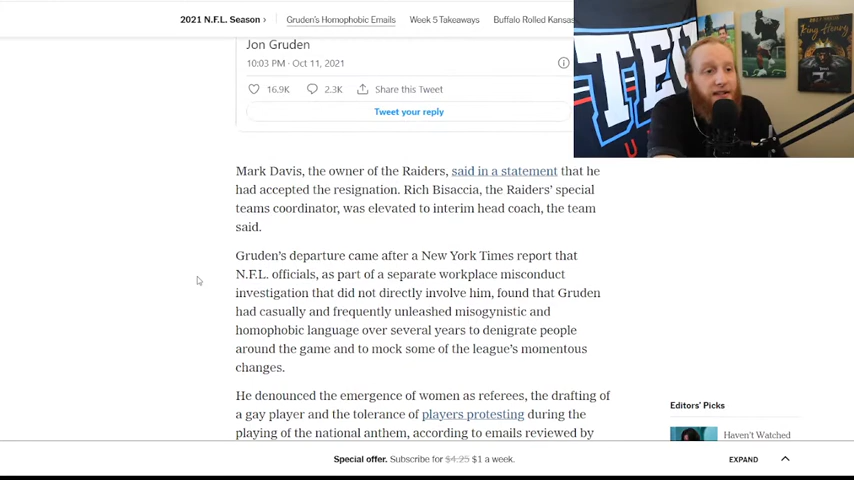 2021 N.F.L. Season › Gruden's Homophobic Emails Week 5 Takeaways Buffalo Rolled Kansas
Jon Gruden
10:03 PM · Oct 11, 2021
16.9K 2.3K Share this Tweet
Tweet your reply
Mark Davis, the owner of the Raiders, said in a statement that he
had accepted the resignation. Rich Bisaccia, the Raiders' special
teams coordinator, was elevated to interim head coach, the team
said.
Gruden's departure came after a New York Times report that
N.F.L. officials, as part of a separate workplace misconduct
investigation that did not directly involve him, found that Gruden
had casually and frequently unleashed misogynistic and
homophobic language over several years to denigrate people
around the game and to mock some of the league's momentous
changes.
He denounced the emergence of women as referees, the drafting of
a gay player and the tolerance of players protesting during the
playing of the national anthem, according to emails reviewed by
Editors' Picks
Haven't Watched
Special offer. Subscribe for $4.25 $1 a week.
EXPAND
King Henry